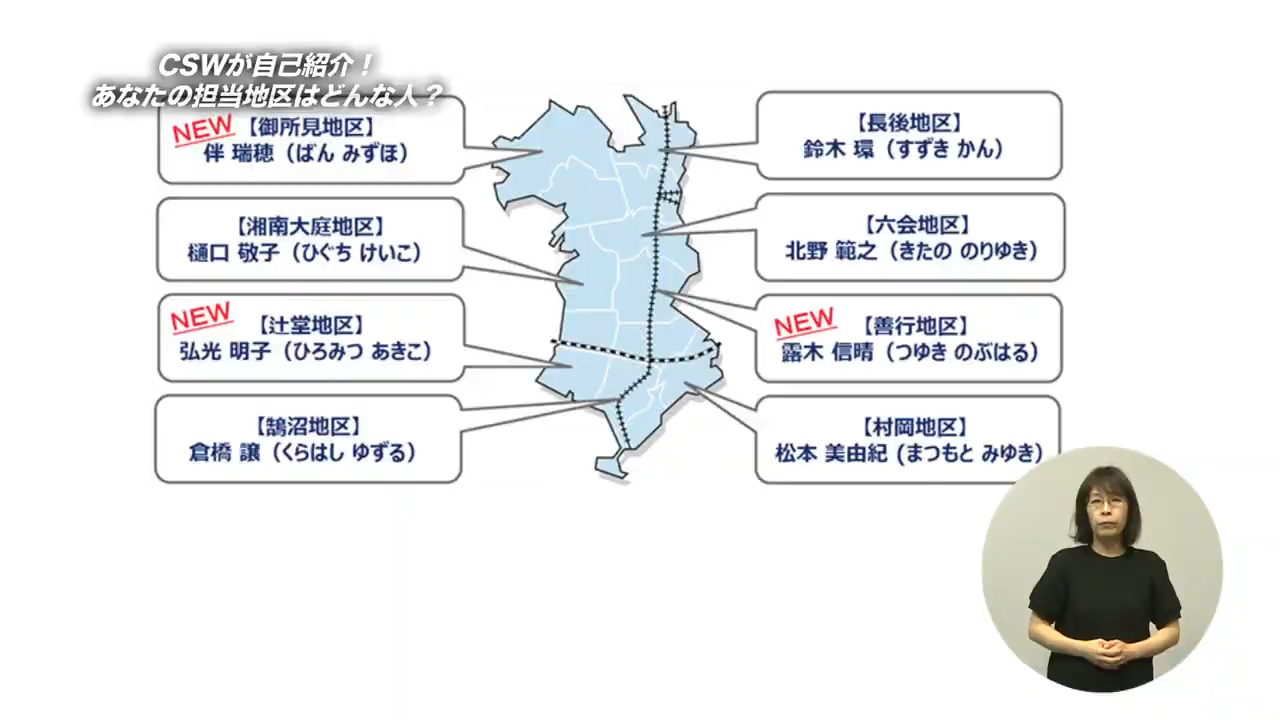 CSWが自己紹介！
あなたの担当地区はどんな人？
NEW
【御所見地区】
伴 瑞穂（ばん みずほ）
【湘南大庭地区】
樋口 敬子（ひぐち けいこ）
NEW
【辻堂地区】
弘光 明子（ひろみつ あきこ）
【鵠沼地区】
倉橋 譲（くらはし ゆずる）
【長後地区】
鈴木 環（すずき かん）
【六会地区】
北野 範之（きたの のりゆき）
NEW
【善行地区】
露木 信晴（つゆき のぶはる）
【村岡地区】
松本 美由紀（まつもと みゆき）